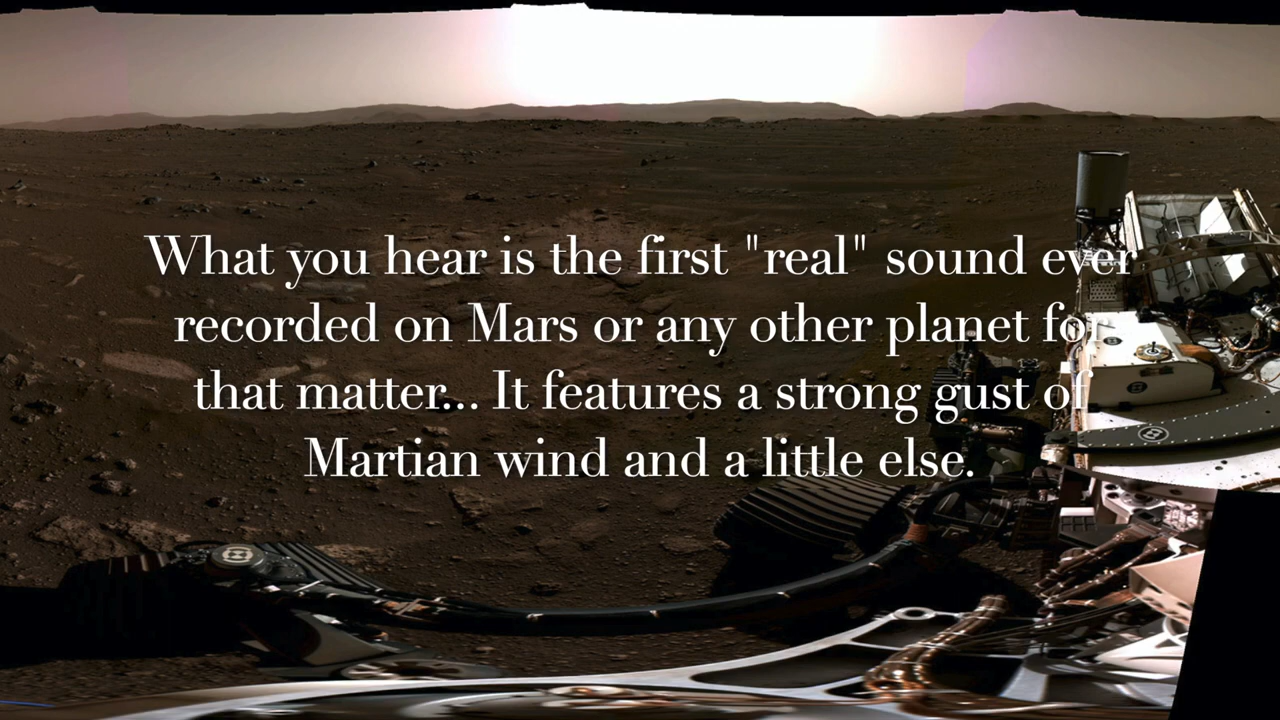 What you hear is the first "real" sound ever
recorded on Mars or any other planet for
that matter... It features a strong gust of
Martian wind and a little else.